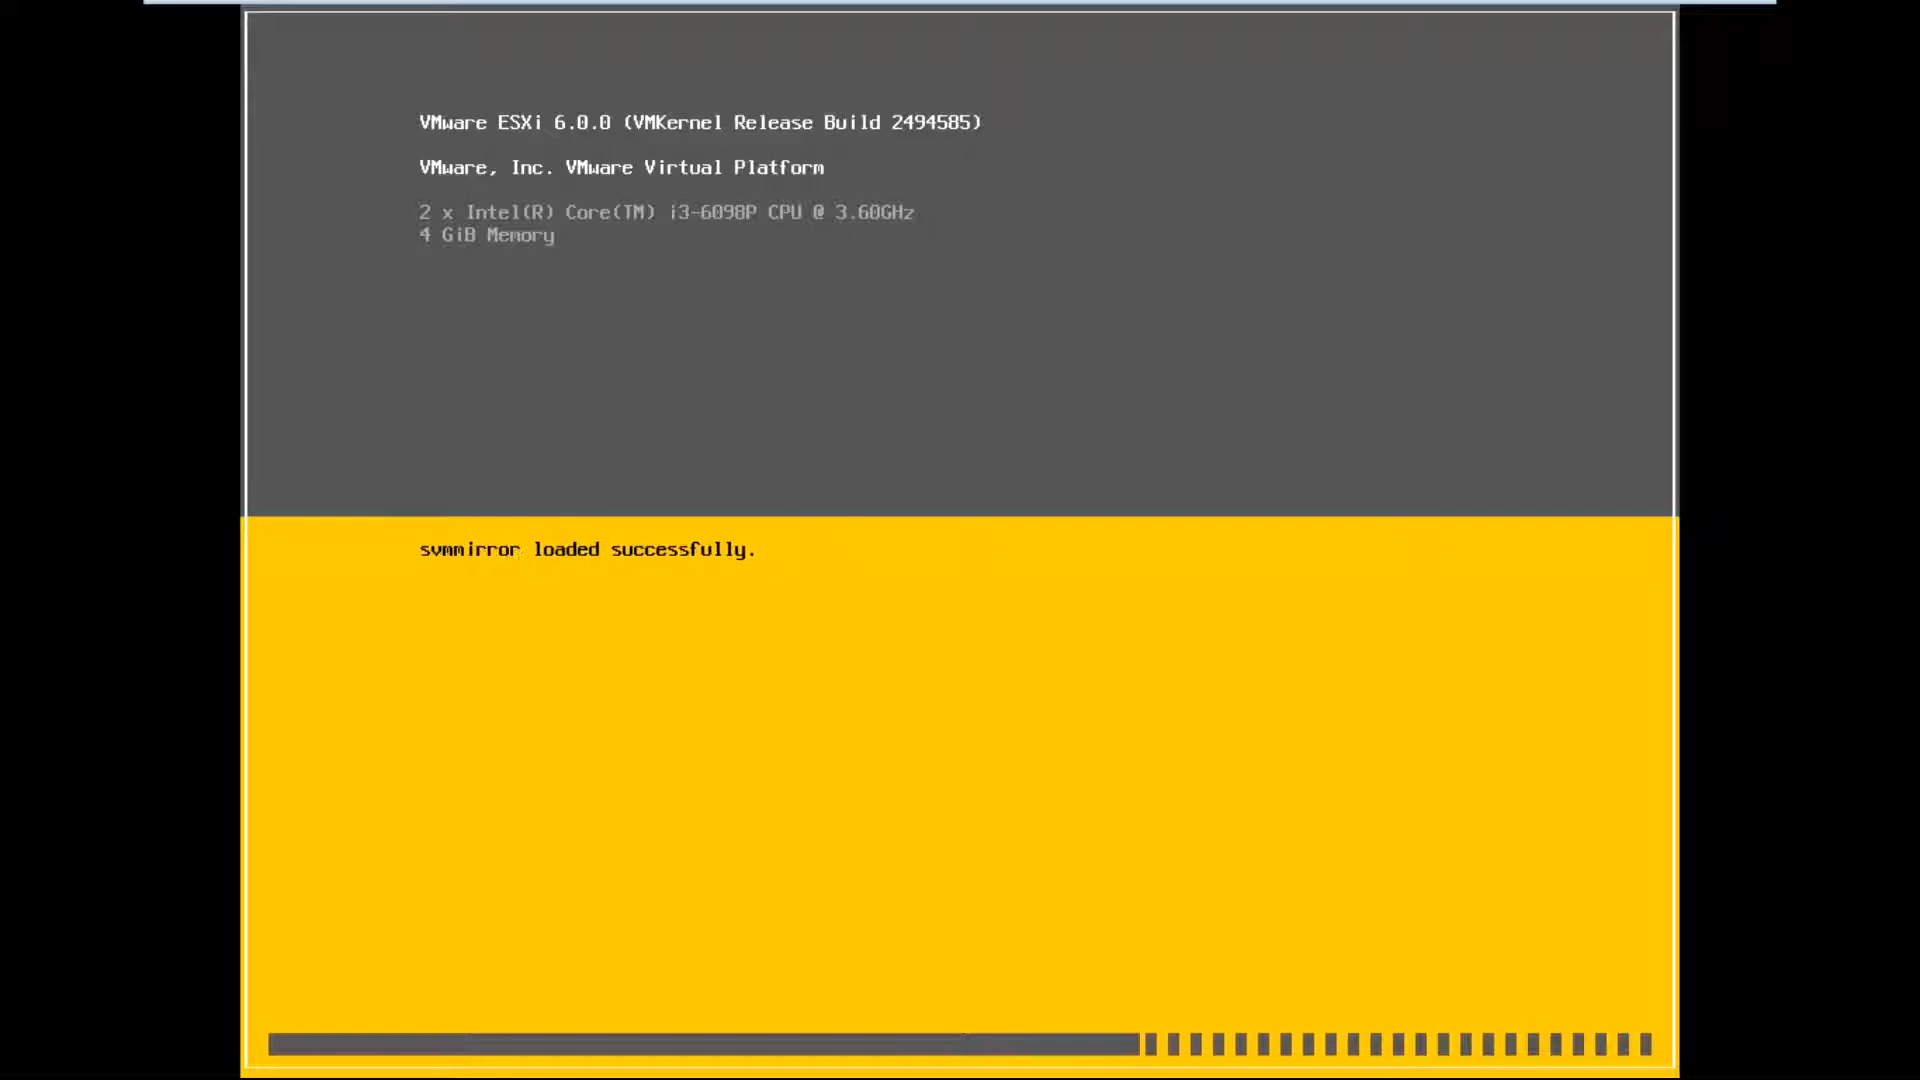 VMware ESXi 6.0.0 (VMKernel Release Build 2494585)
VMware, Inc. VMware Virtual Platform
2 x Intel(R) Core(TM) i3-6098P CPU @ 3.60GHz
4 GiB Memory
svmmirror loaded successfully.